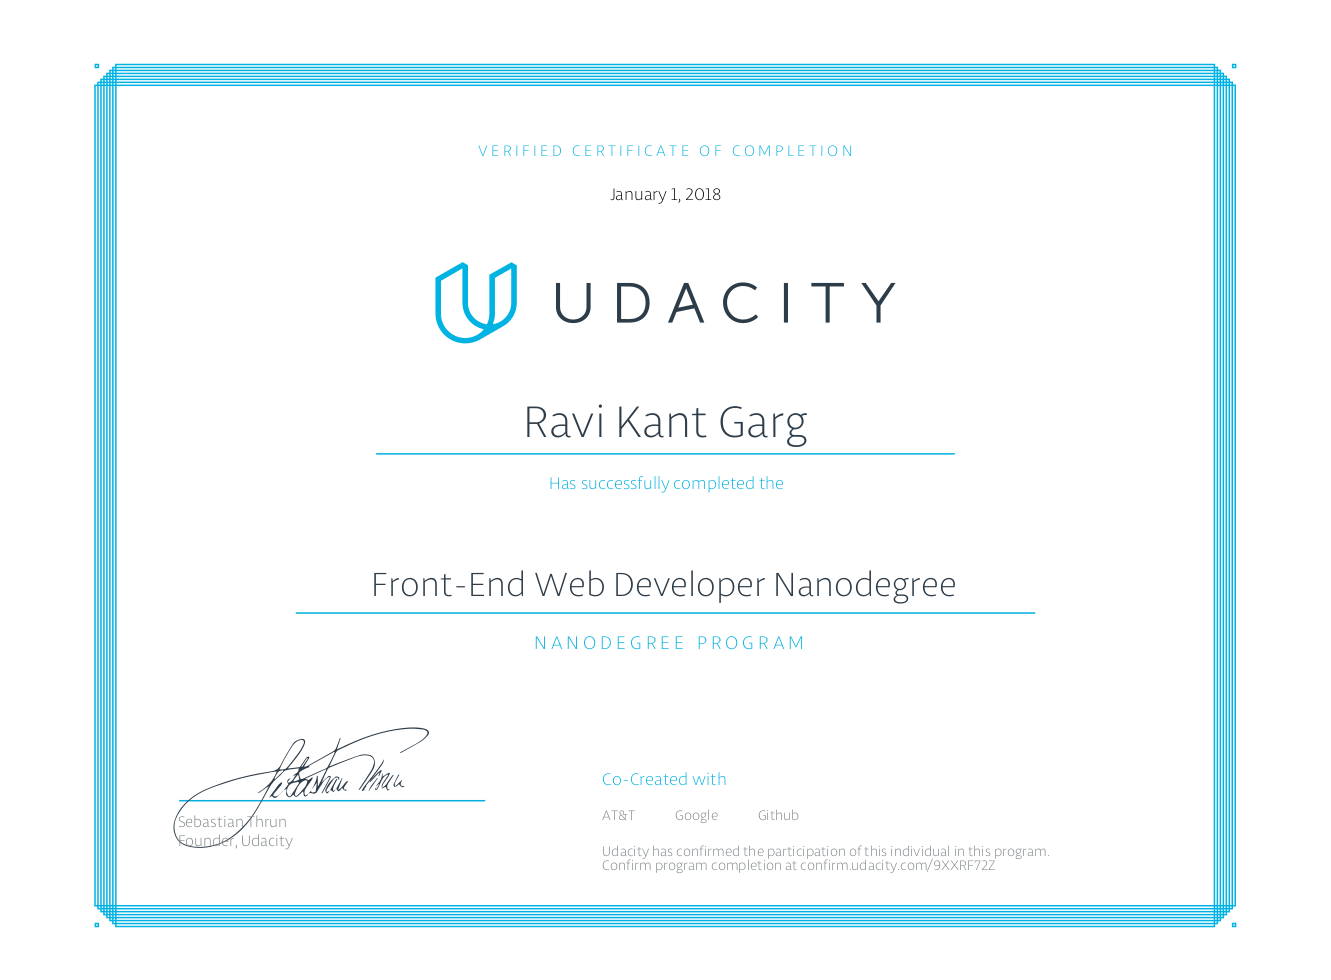 VERIFIED CERTIFICATE OF COMPLETION
January 1, 2018
UDACITY
Ravi Kant Garg
Has successfully completed the
Front-End Web Developer Nanodegree
NANODEGREE PROGRAM
Sebastian Thrun
Sebastian Thrun
Founder, Udacity
Co-Created with
AT&T Google Github
Udacity has confirmed the participation of this individual in this program.
Confirm program completion at confirm.udacity.com/9XXRF72Z